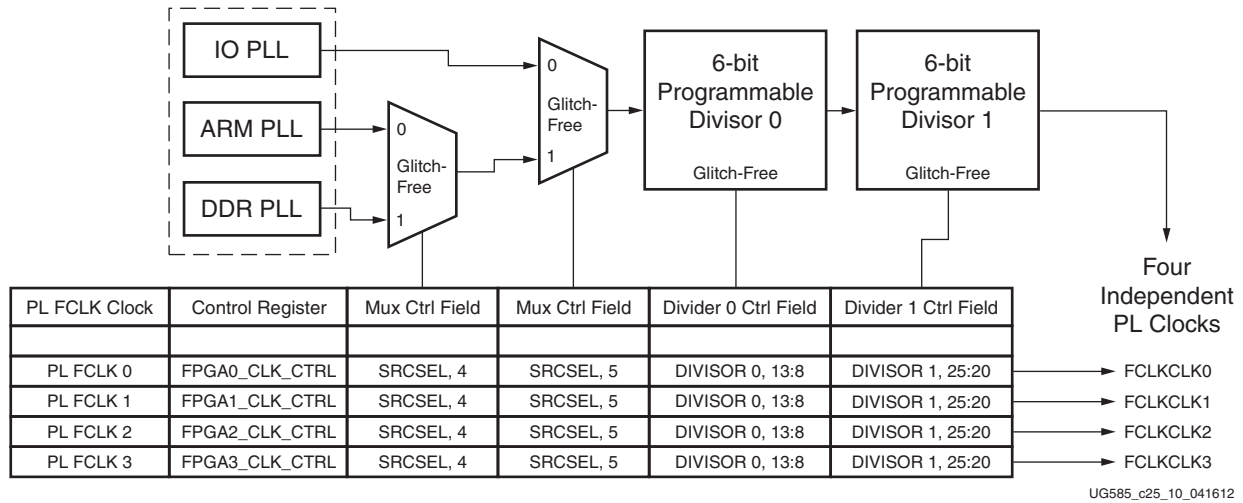 IO PLL
ARM PLL
DDR PLL
0
Glitch-
Free
1
0
Glitch-
Free
1
6-bit
Programmable
Divisor 0
Glitch-Free
6-bit
Programmable
Divisor 1
Glitch-Free
Four
Independent
PL Clocks
PL FCLK Clock Control Register Mux Ctrl Field Mux Ctrl Field Divider 0 Ctrl Field Divider 1 Ctrl Field
PL FCLK 0 FPGA0_CLK_CTRL SRCSEL, 4 SRCSEL, 5 DIVISOR 0, 13:8 DIVISOR 1, 25:20 FCLKCLK0
PL FCLK 1 FPGA1_CLK_CTRL SRCSEL, 4 SRCSEL, 5 DIVISOR 0, 13:8 DIVISOR 1, 25:20 FCLKCLK1
PL FCLK 2 FPGA2_CLK_CTRL SRCSEL, 4 SRCSEL, 5 DIVISOR 0, 13:8 DIVISOR 1, 25:20 FCLKCLK2
PL FCLK 3 FPGA3_CLK_CTRL SRCSEL, 4 SRCSEL, 5 DIVISOR 0, 13:8 DIVISOR 1, 25:20 FCLKCLK3
UG585_c25_10_041612